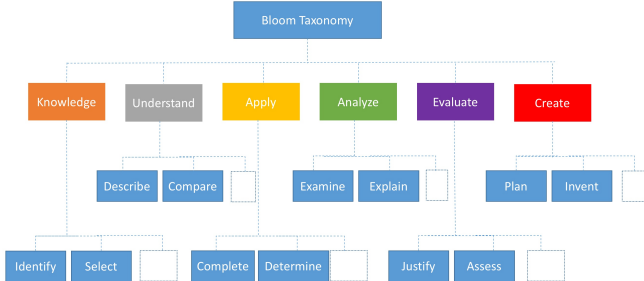 Bloom Taxonomy
Knowledge
Understand
Apply
Analyze
Evaluate
Create
Describe
Compare
Examine
Explain
Plan
Invent
Identify
Select
Complete
Determine
Justify
Assess